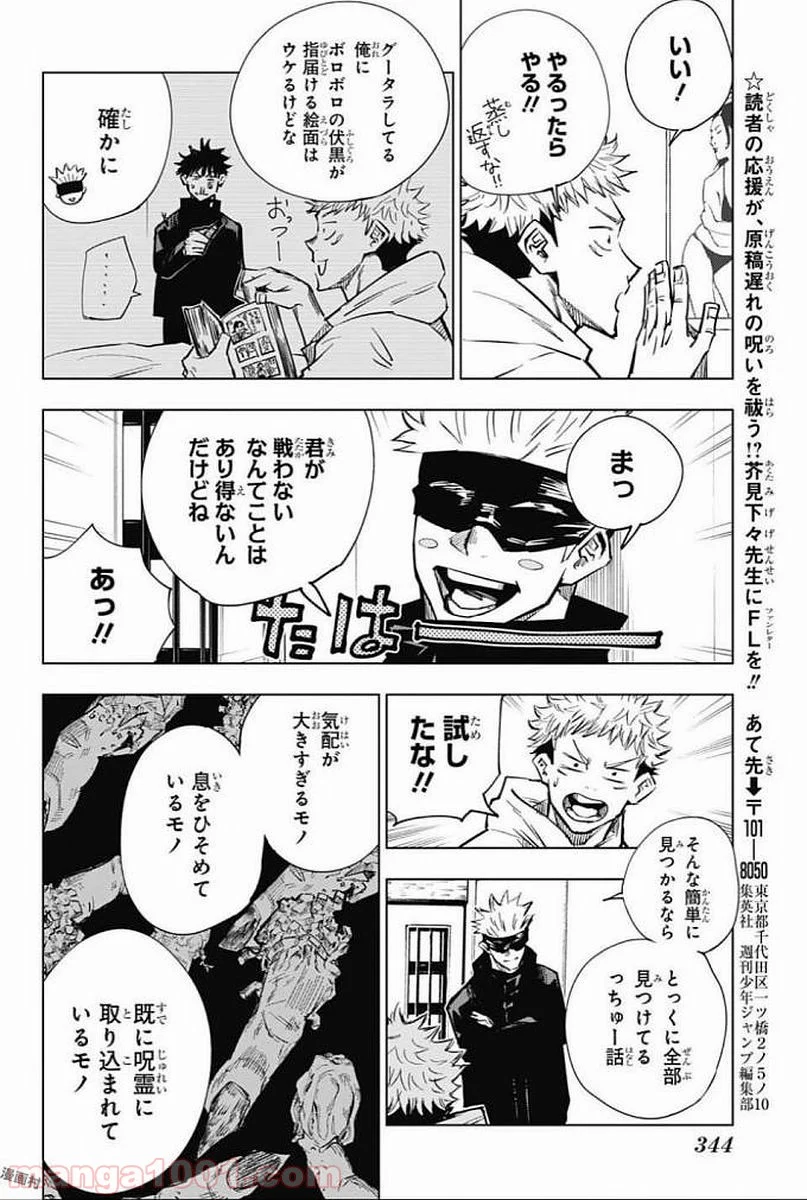 ☆読者の応援が、原稿遅れの呪いを祓う!?芥見下々先生にFLを!! あて先➡〒101―8050 東京都千代田区一ツ橋2ノ5ノ10
集英社 週刊少年ジャンプ編集部
いい!
やるったら
やる!!
蒸し
返すな!!
グータラしてる
俺に
ボロボロの伏黒が
指届ける絵面は
ウケるけどな
おっつー
確かに
……
まっ
君が
戦わない
なんてことは
あり得ないん
だけどね
たはー
あっ!!
試し
たな!!
そんな簡単に
見つかるなら
とっくに全部
見つけてる
っちゅー話
気配が
大きすぎるモノ
息をひそめて
いるモノ
既に呪霊に
取り込まれて
いるモノ
344
漫画村
manga1001.com